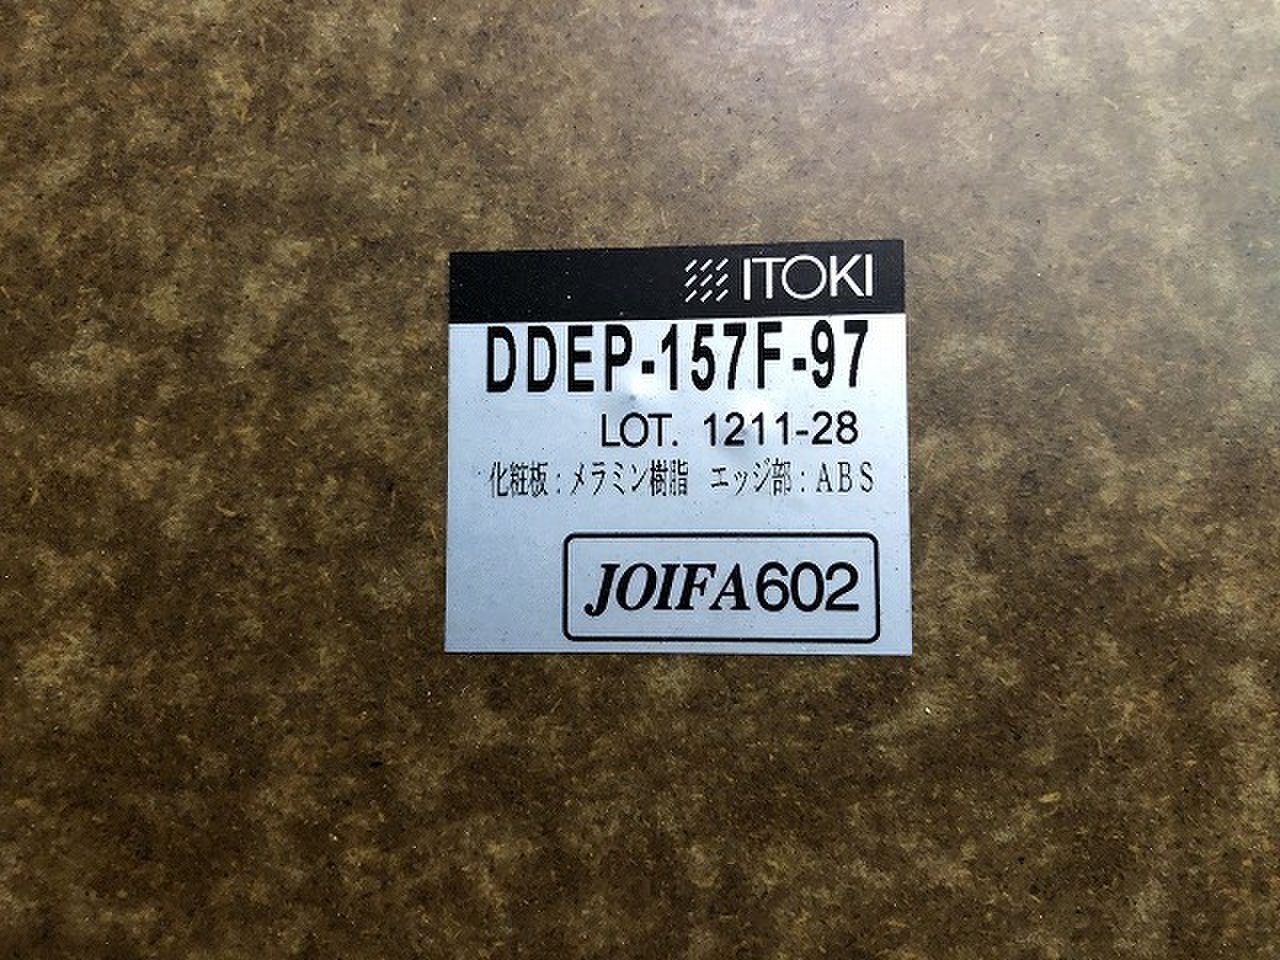 ITOKI
DDEP-157F-97
LOT. 1211-28
化粧板：メラミン樹脂 エッジ部：ABS
JOIFA602